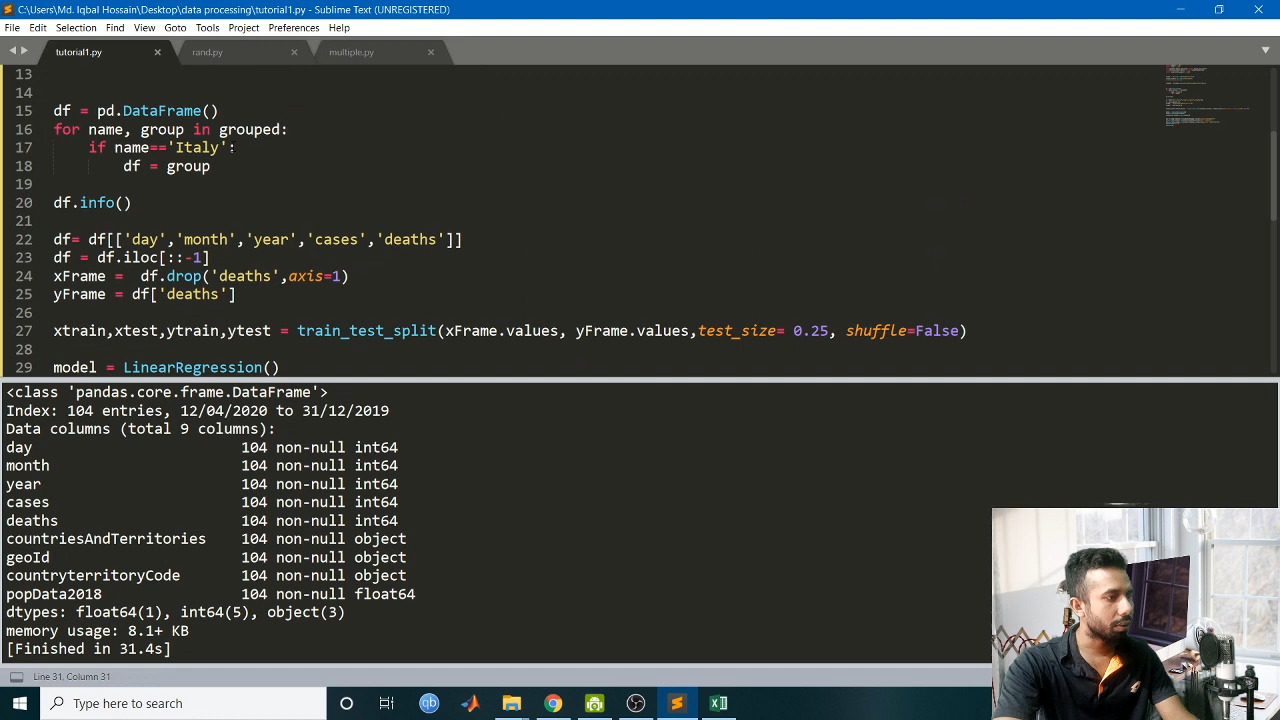 C:\Users\Md. Iqbal Hossain\Desktop\data processing\tutorial1.py - Sublime Text (UNREGISTERED)
File Edit Selection Find View Goto Tools Project Preferences Help
tutorial1.py rand.py multiple.py
13
14
15 df = pd.DataFrame()
16 for name, group in grouped:
17 if name=='Italy':
18 df = group
19
20 df.info()
21
22 df= df[['day','month','year','cases','deaths']]
23 df = df.iloc[::-1]
24 xFrame = df.drop('deaths',axis=1)
25 yFrame = df['deaths']
26
27 xtrain,xtest,ytrain,ytest = train_test_split(xFrame.values, yFrame.values,test_size= 0.25, shuffle=False)
28
29 model = LinearRegression()
<class 'pandas.core.frame.DataFrame'>
Index: 104 entries, 12/04/2020 to 31/12/2019
Data columns (total 9 columns):
day 104 non-null int64
month 104 non-null int64
year 104 non-null int64
cases 104 non-null int64
deaths 104 non-null int64
countriesAndTerritories 104 non-null object
geoId 104 non-null object
countryterritoryCode 104 non-null object
popData2018 104 non-null float64
dtypes: float64(1), int64(5), object(3)
memory usage: 8.1+ KB
[Finished in 31.4s]
Line 31, Column 31
Type here to search
qb